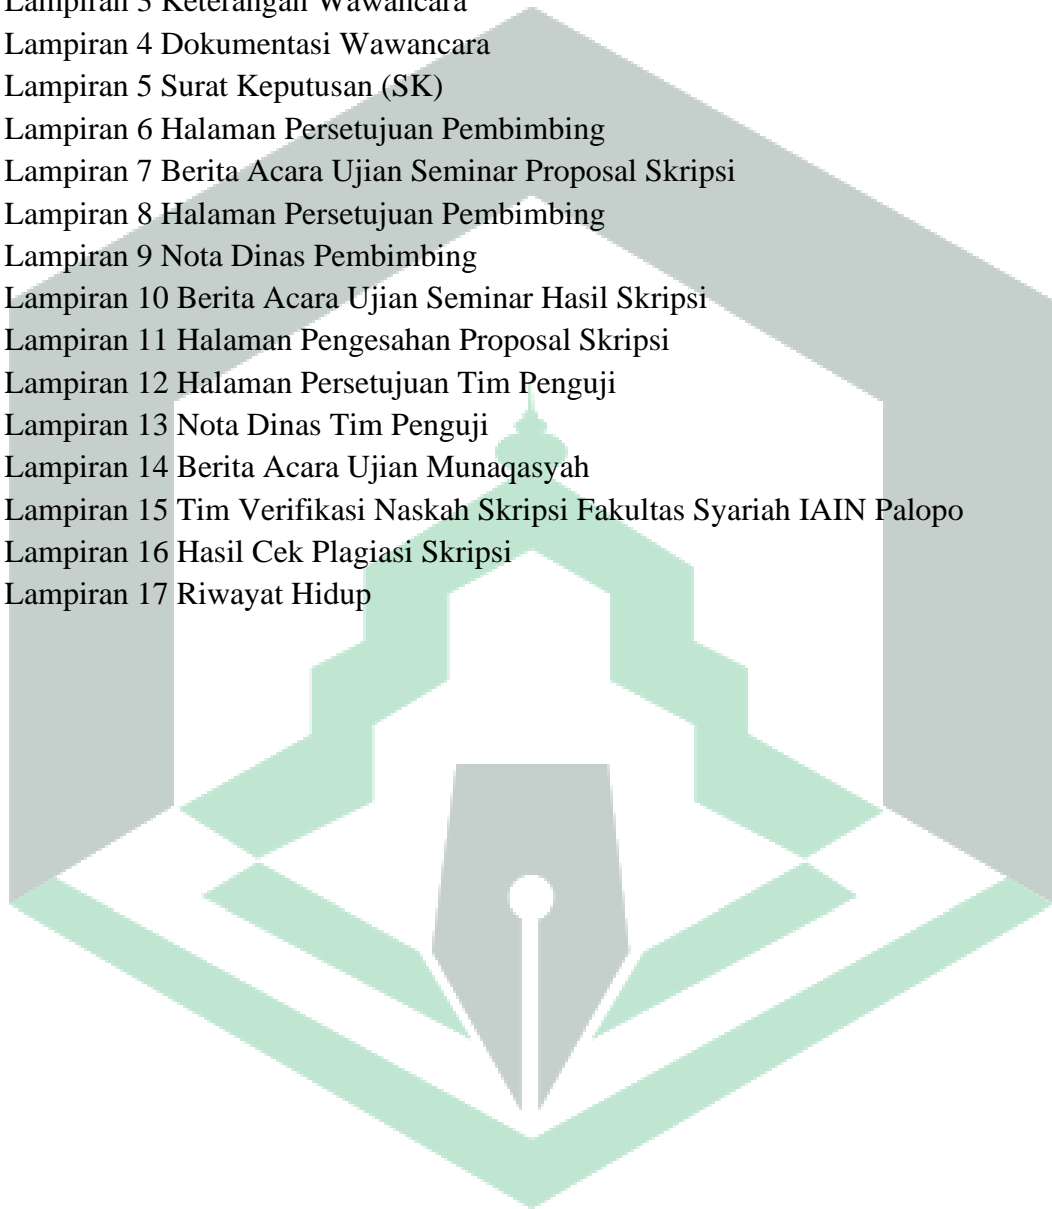 Lampiran 3 Keterangan Wawancara
Lampiran 4 Dokumentasi Wawancara
Lampiran 5 Surat Keputusan (SK)
Lampiran 6 Halaman Persetujuan Pembimbing
Lampiran 7 Berita Acara Ujian Seminar Proposal Skripsi
Lampiran 8 Halaman Persetujuan Pembimbing
Lampiran 9 Nota Dinas Pembimbing
Lampiran 10 Berita Acara Ujian Seminar Hasil Skripsi
Lampiran 11 Halaman Pengesahan Proposal Skripsi
Lampiran 12 Halaman Persetujuan Tim Penguji
Lampiran 13 Nota Dinas Tim Penguji
Lampiran 14 Berita Acara Ujian Munaqasyah
Lampiran 15 Tim Verifikasi Naskah Skripsi Fakultas Syariah IAIN Palopo
Lampiran 16 Hasil Cek Plagiasi Skripsi
Lampiran 17 Riwayat Hidup